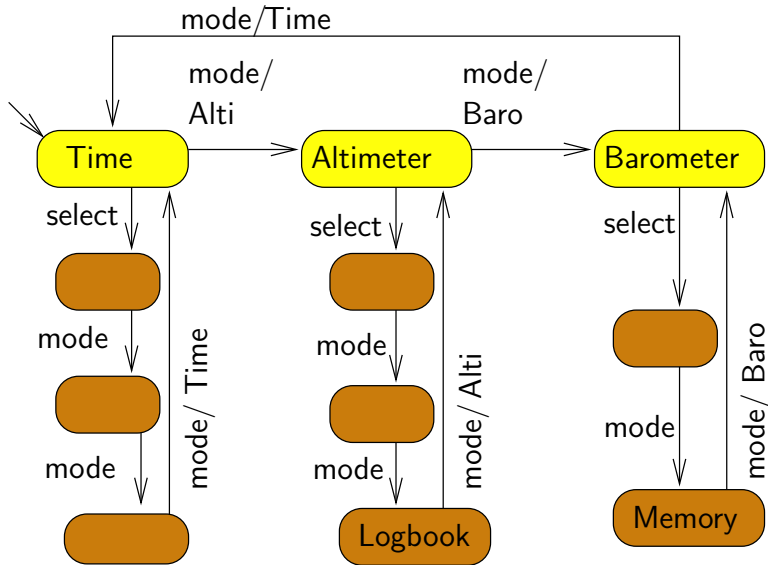 mode/Time
mode/
Alti
mode/
Baro
Time
Altimeter
Barometer
select
select
select
mode
mode
mode/ Time
mode/ Alti
mode/ Baro
mode
mode
mode
Logbook
Memory